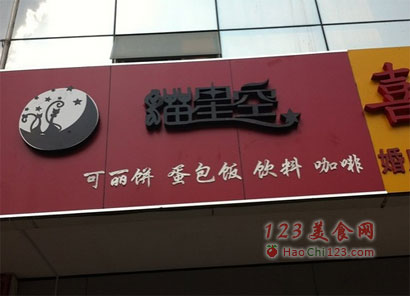 貓星空
可丽饼 蛋包饭 饮料 咖啡
喜
婚
123美食网
HaoChi123.com